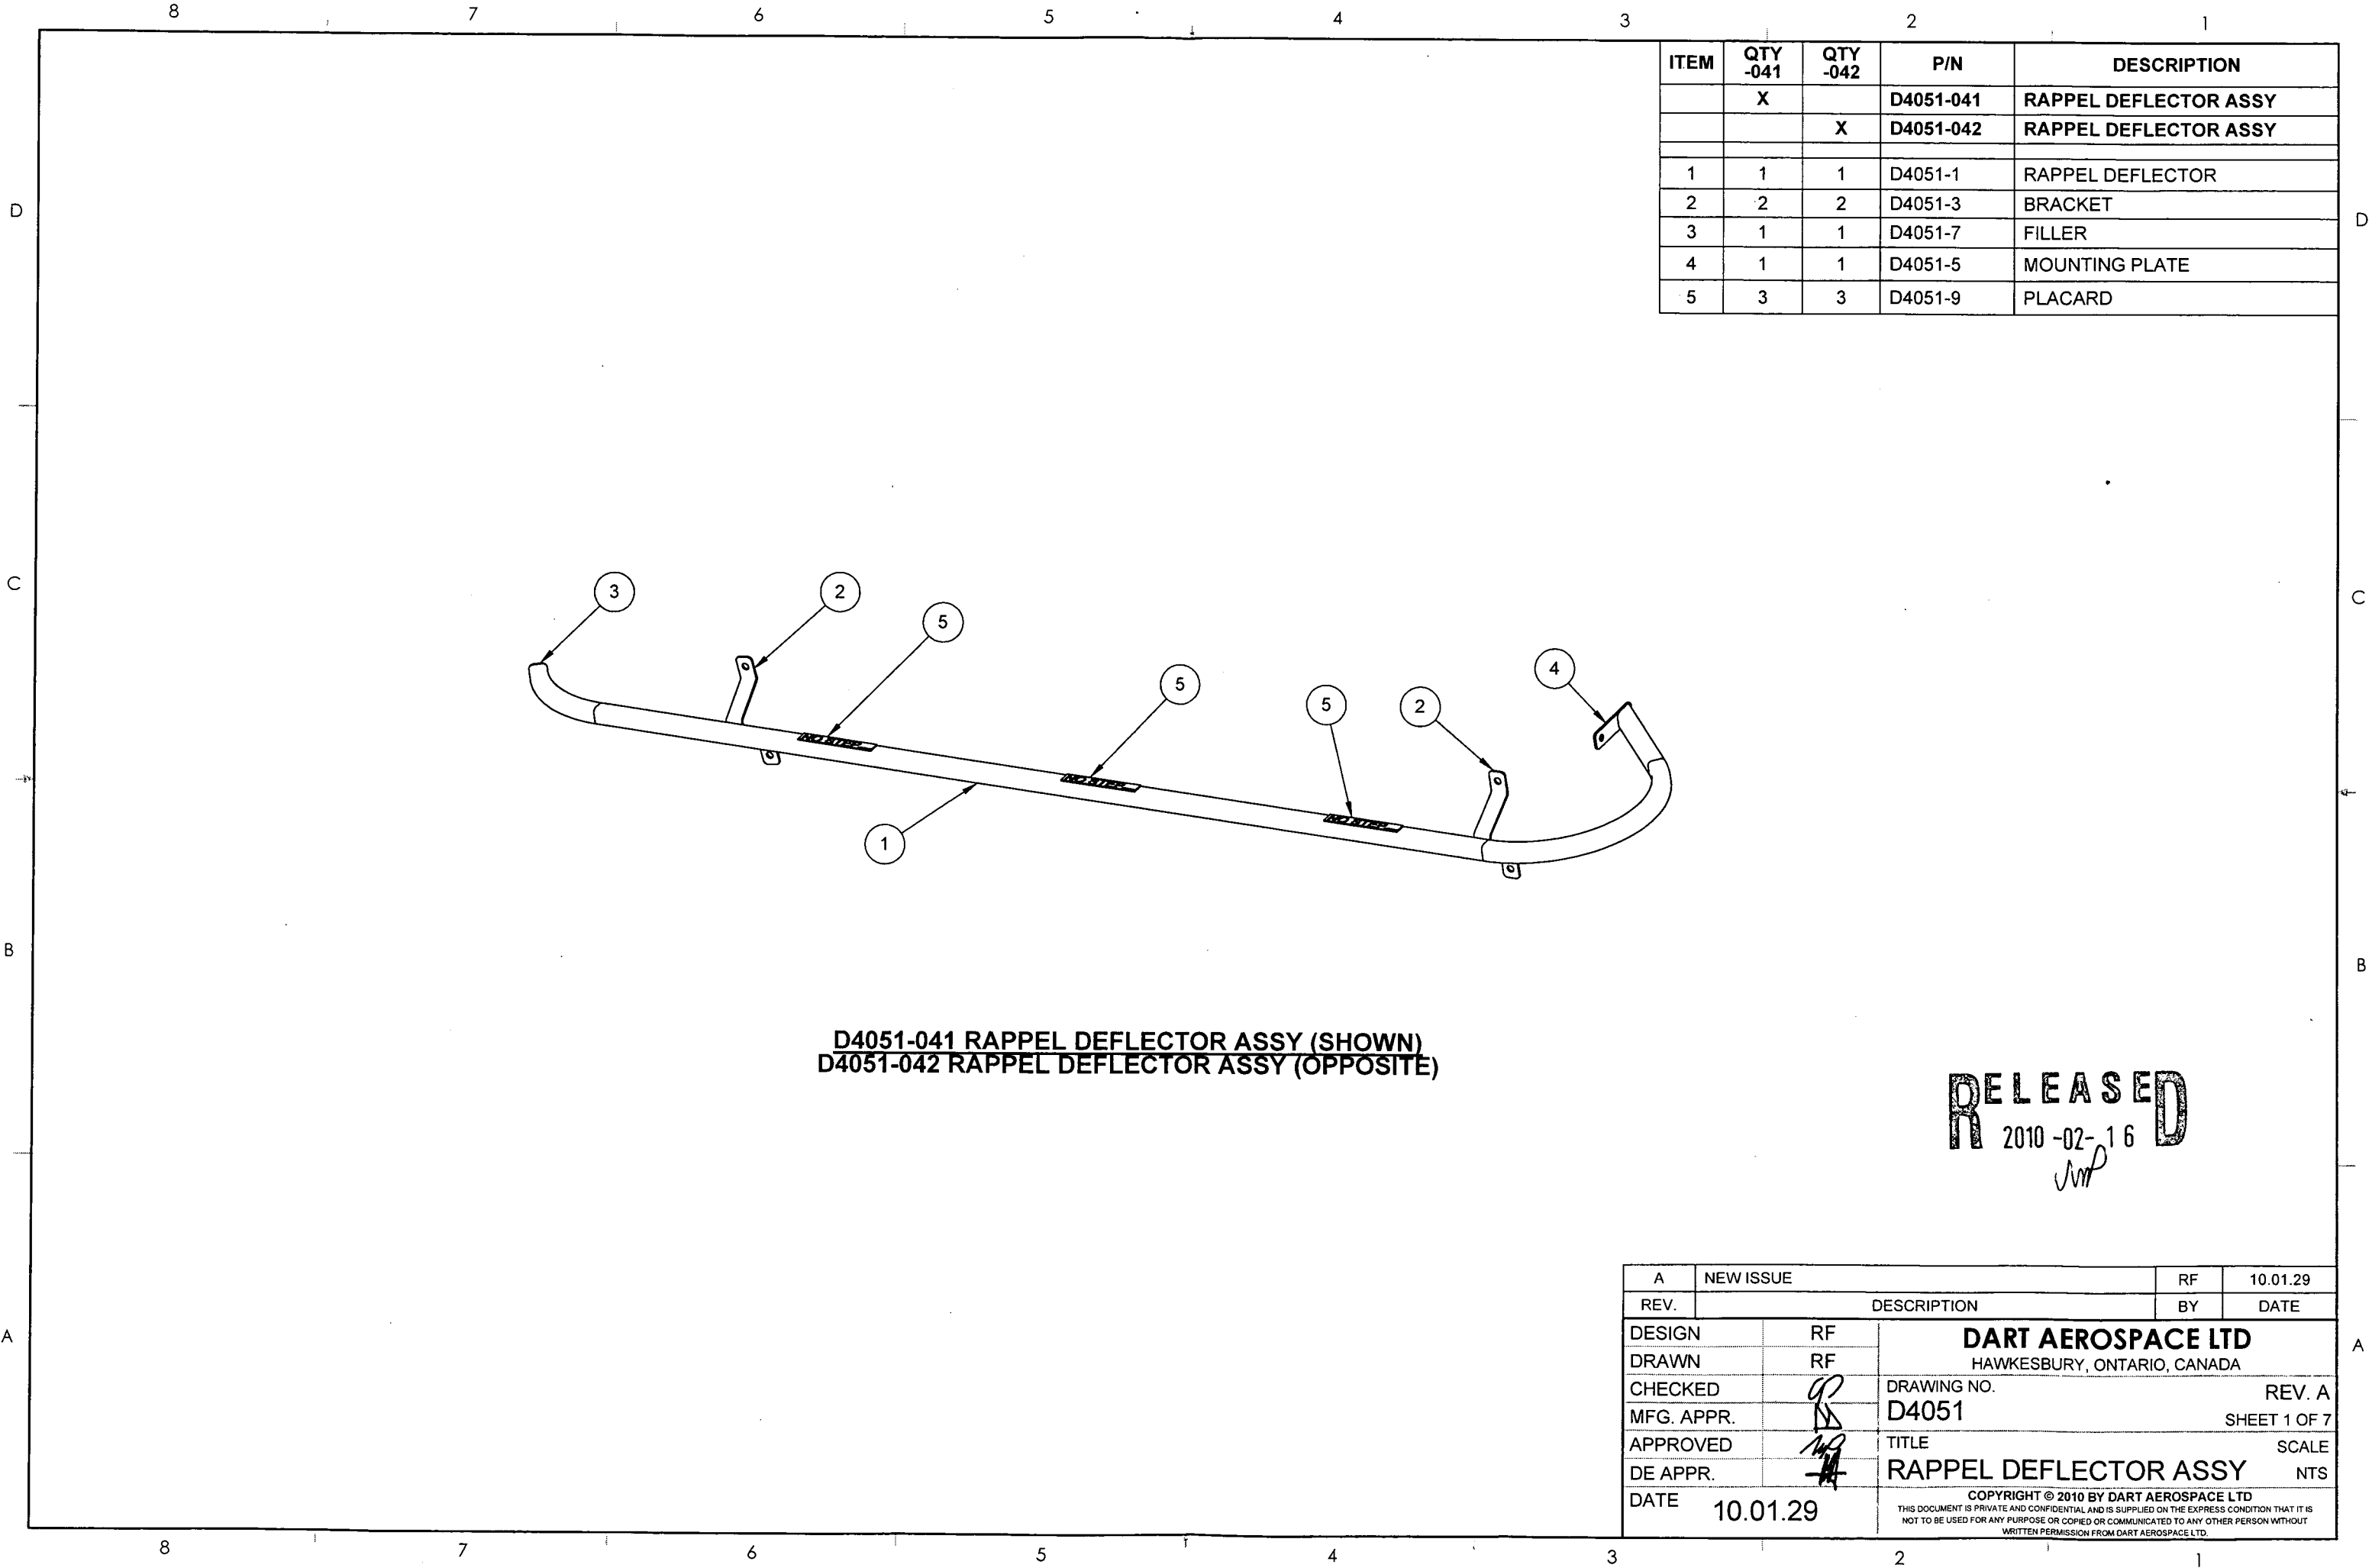 8 7 6 5 4 3 2 1
ITEM QTY -041 QTY -042 P/N DESCRIPTION
X D4051-041 RAPPEL DEFLECTOR ASSY
X D4051-042 RAPPEL DEFLECTOR ASSY
1 1 1 D4051-1 RAPPEL DEFLECTOR
2 2 2 D4051-3 BRACKET
3 1 1 D4051-7 FILLER
4 1 1 D4051-5 MOUNTING PLATE
5 3 3 D4051-9 PLACARD
D D
C C
3 2 5 5 5 2 4
NO STEP
NO STEP
NO STEP
1
B B
D4051-041 RAPPEL DEFLECTOR ASSY (SHOWN)
D4051-042 RAPPEL DEFLECTOR ASSY (OPPOSITE)
RELEASED
2010-02-16
A NEW ISSUE RF 10.01.29
REV. DESCRIPTION BY DATE
A A
DESIGN RF
DRAWN RF
CHECKED
MFG. APPR.
APPROVED
DE APPR.
DATE 10.01.29
DART AEROSPACE LTD
HAWKESBURY, ONTARIO, CANADA
DRAWING NO. REV. A
D4051 SHEET 1 OF 7
TITLE SCALE
RAPPEL DEFLECTOR ASSY NTS
COPYRIGHT © 2010 BY DART AEROSPACE LTD
THIS DOCUMENT IS PRIVATE AND CONFIDENTIAL AND IS SUPPLIED ON THE EXPRESS CONDITION THAT IT IS
NOT TO BE USED FOR ANY PURPOSE OR COPIED OR COMMUNICATED TO ANY OTHER PERSON WITHOUT
WRITTEN PERMISSION FROM DART AEROSPACE LTD.
8 7 6 5 4 3 2 1